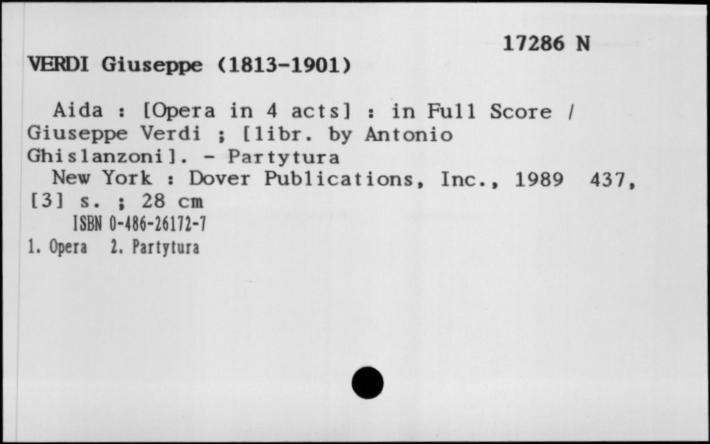 17286 N
VERDI Giuseppe (1813-1901)
Aida : [Opera in 4 acts] : in Full Score /
Giuseppe Verdi ; [libr. by Antonio
Ghislanzoni]. - Partytura
New York : Dover Publications, Inc., 1989 437,
[3] s. ; 28 cm
ISBN 0-486-26172-7
1. Opera 2. Partytura